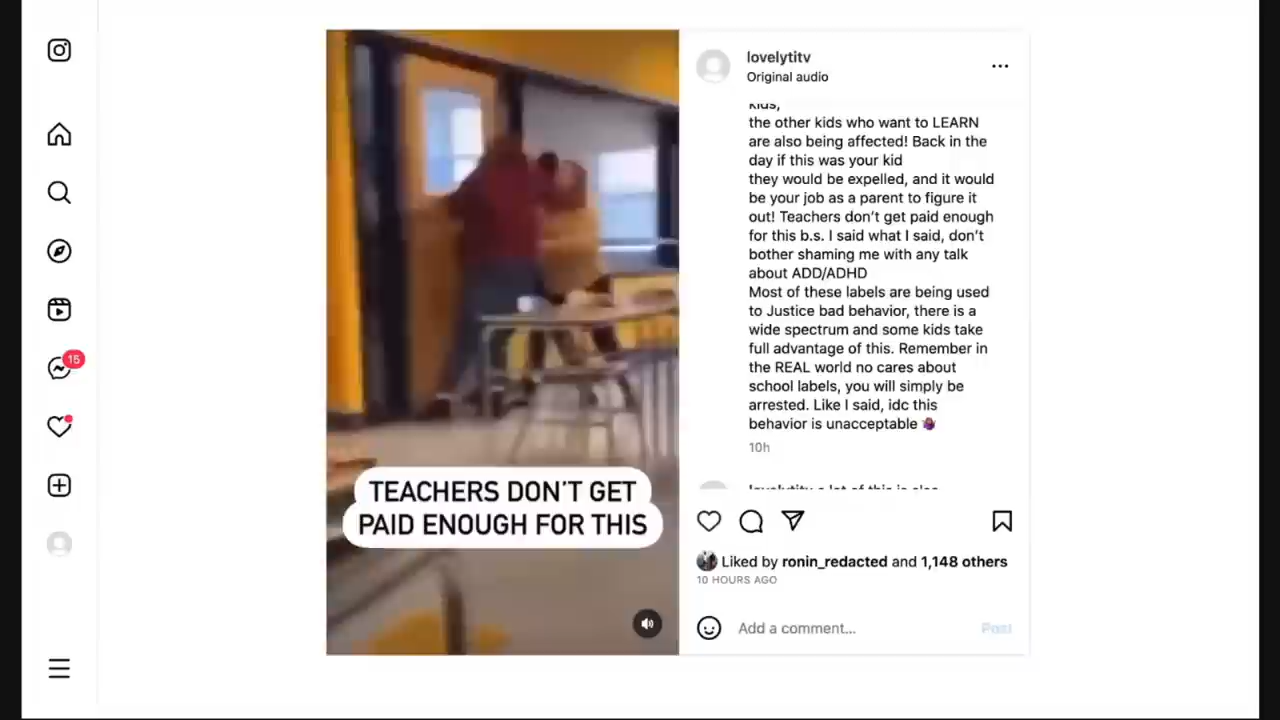 15
TEACHERS DON'T GET
PAID ENOUGH FOR THIS
lovelytitv
Original audio
kids,
the other kids who want to LEARN
are also being affected! Back in the
day if this was your kid
they would be expelled, and it would
be your job as a parent to figure it
out! Teachers don't get paid enough
for this b.s. I said what I said, don't
bother shaming me with any talk
about ADD/ADHD
Most of these labels are being used
to Justice bad behavior, there is a
wide spectrum and some kids take
full advantage of this. Remember in
the REAL world no cares about
school labels, you will simply be
arrested. Like I said, idc this
behavior is unacceptable 🤷🏾‍♀️
10h
lovelytitv a lot of this is also
Liked by ronin_redacted and 1,148 others
10 HOURS AGO
Add a comment...
Post